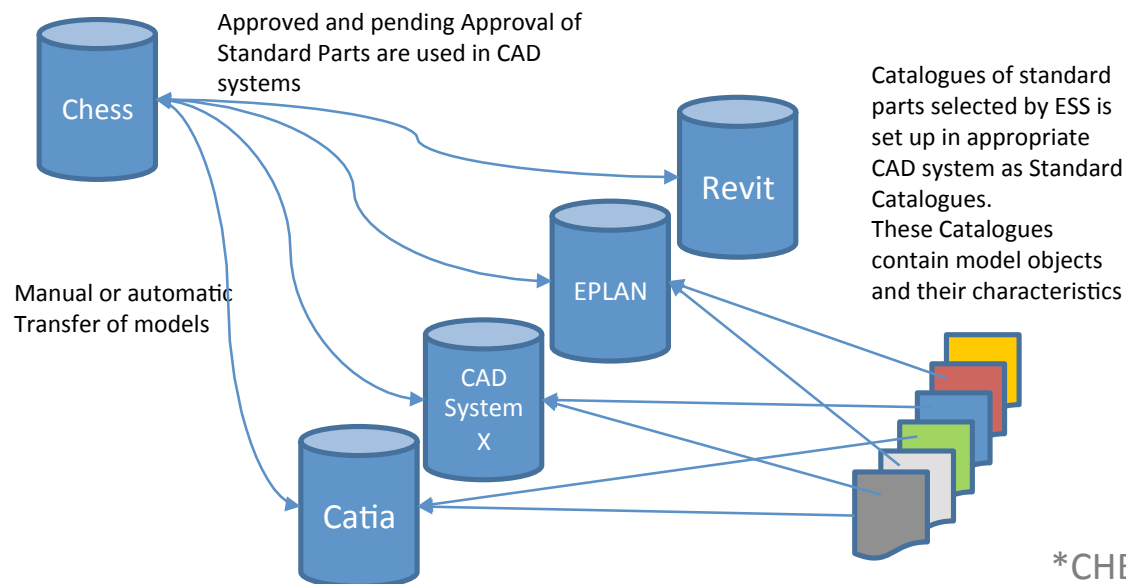 Approved and pending Approval of
Standard Parts are used in CAD
systems
Chess
Catalogues of standard
parts selected by ESS is
set up in appropriate
CAD system as Standard
Catalogues.
These Catalogues
contain model objects
and their characteristics
Revit
EPLAN
Manual or automatic
Transfer of models
CAD
System
X
Catia
*CHE